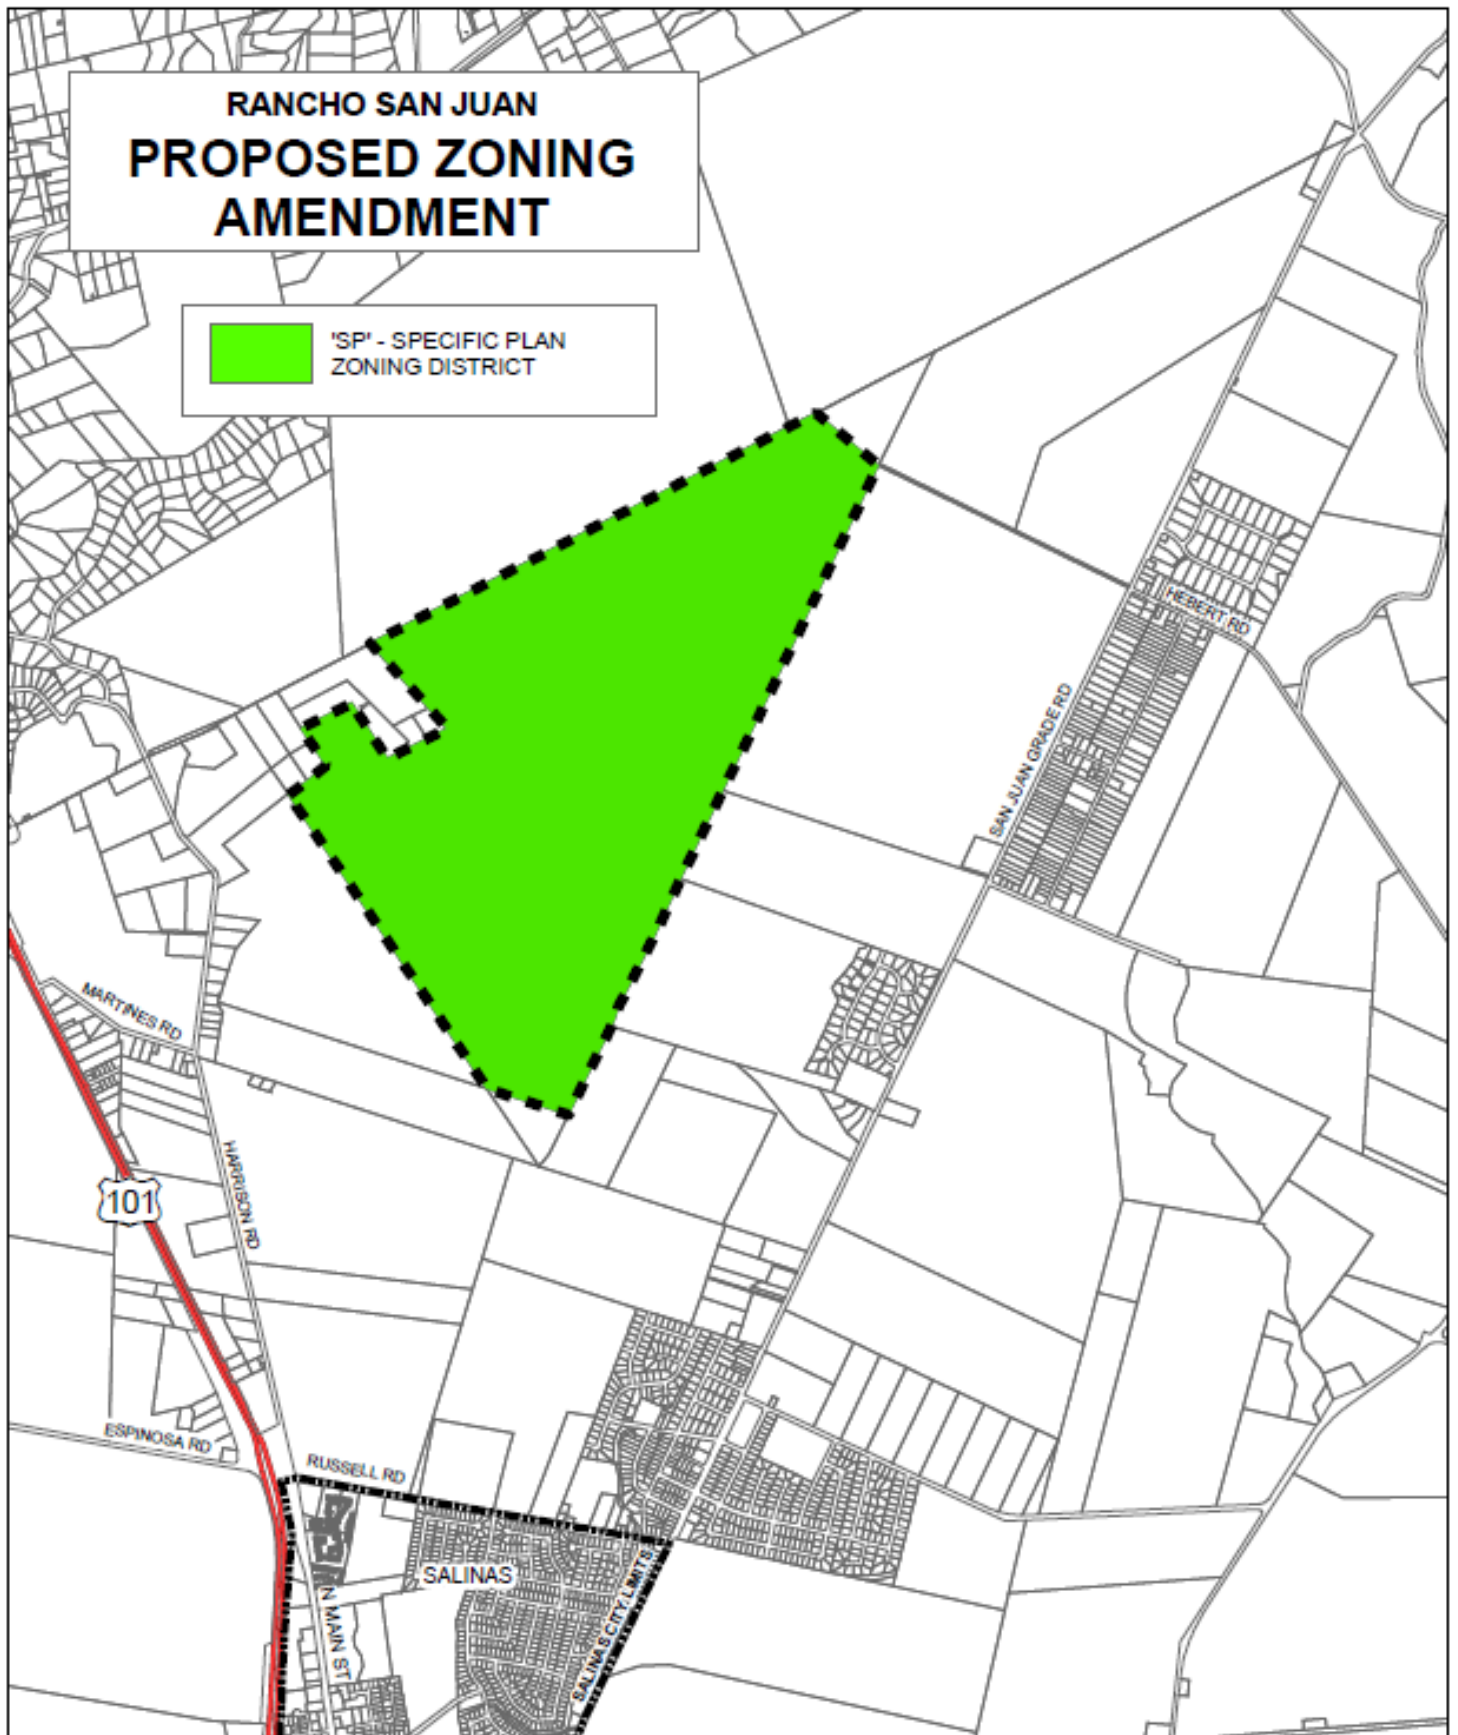 RANCHO SAN JUAN
PROPOSED ZONING
AMENDMENT
'SP' - SPECIFIC PLAN
ZONING DISTRICT
HEBERT RD
SAN JUAN GRADE RD
MARTINES RD
HARRISON RD
101
ESPINOSA RD
RUSSELL RD
SALINAS
N MAIN ST
SALINAS CITY LIMITS